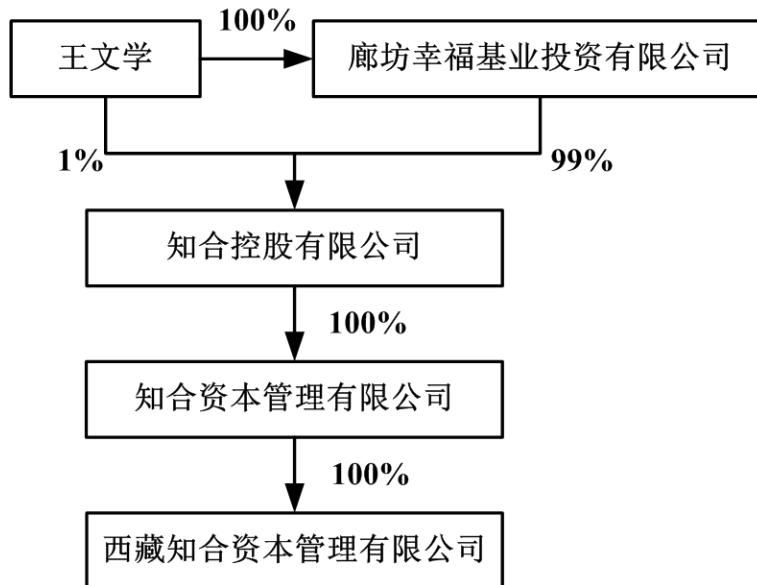 100%
王文学
廊坊幸福基业投资有限公司
1%
99%
知合控股有限公司
100%
知合资本管理有限公司
100%
西藏知合资本管理有限公司